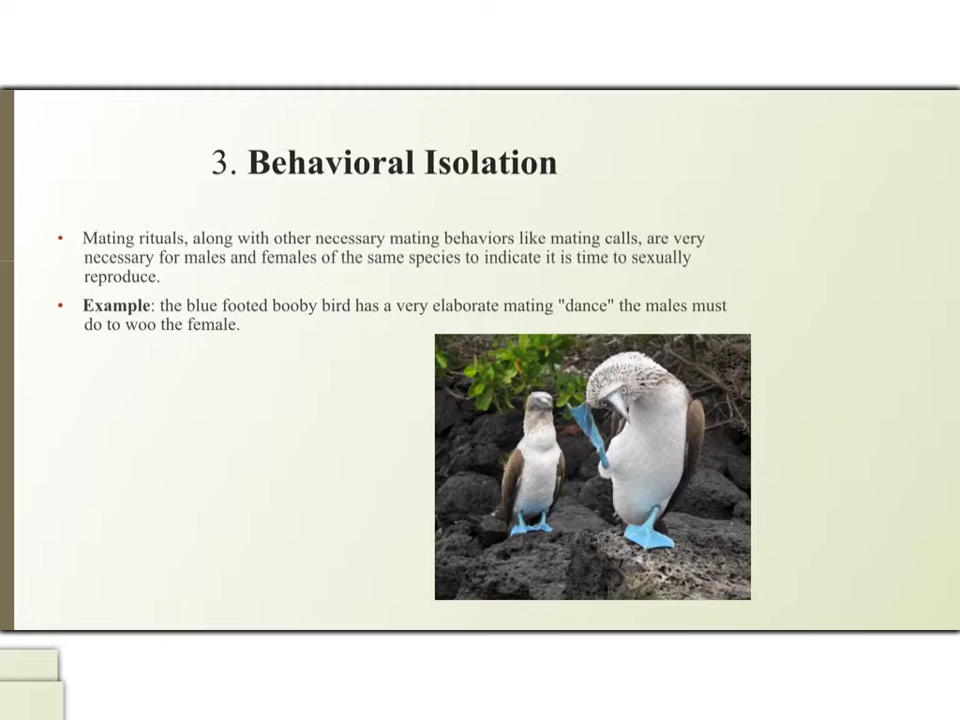 3. Behavioral Isolation
• Mating rituals, along with other necessary mating behaviors like mating calls, are very
necessary for males and females of the same species to indicate it is time to sexually
reproduce.
• Example: the blue footed booby bird has a very elaborate mating "dance" the males must
do to woo the female.